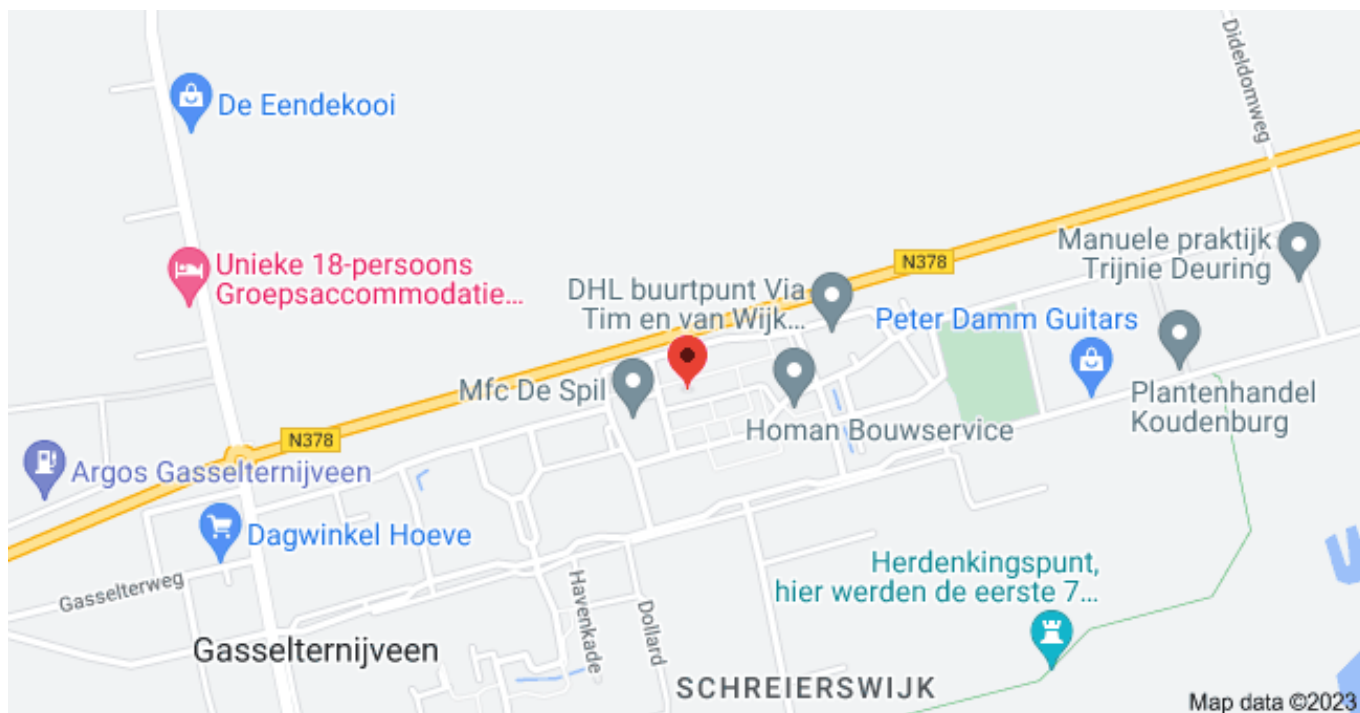 Dideldomweg
De Eendekooi
Unieke 18-persoons
Groepsaccommodatie...
N378
Manuele praktijk
Trijnie Deuring
DHL buurtpunt Via
Tim en van Wijk...
Peter Damm Guitars
Mfc De Spil
Plantenhandel
Koudenburg
Homan Bouwservice
N378
Argos Gasselternijveen
Dagwinkel Hoeve
Gasselterweg
Herdenkingspunt,
hier werden de eerste 7...
Havenkade
Dollard
Gasselternijveen
SCHREIERSWIJK
Map data ©2023